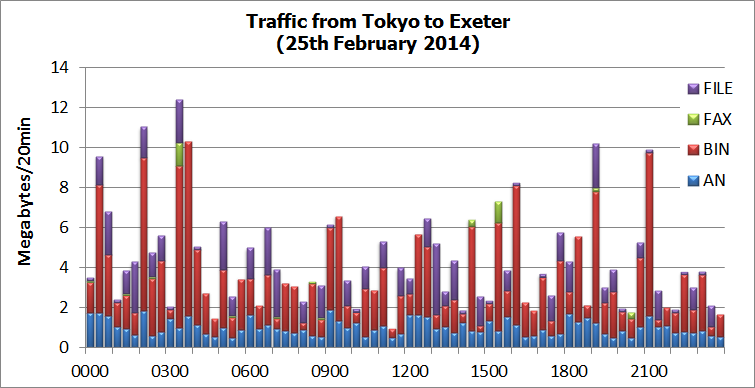 Traffic from Tokyo to Exeter
(25th February 2014)
Megabytes/20min
14
12
10
8
6
4
2
0
FILE
FAX
BIN
AN
0000 0300 0600 0900 1200 1500 1800 2100